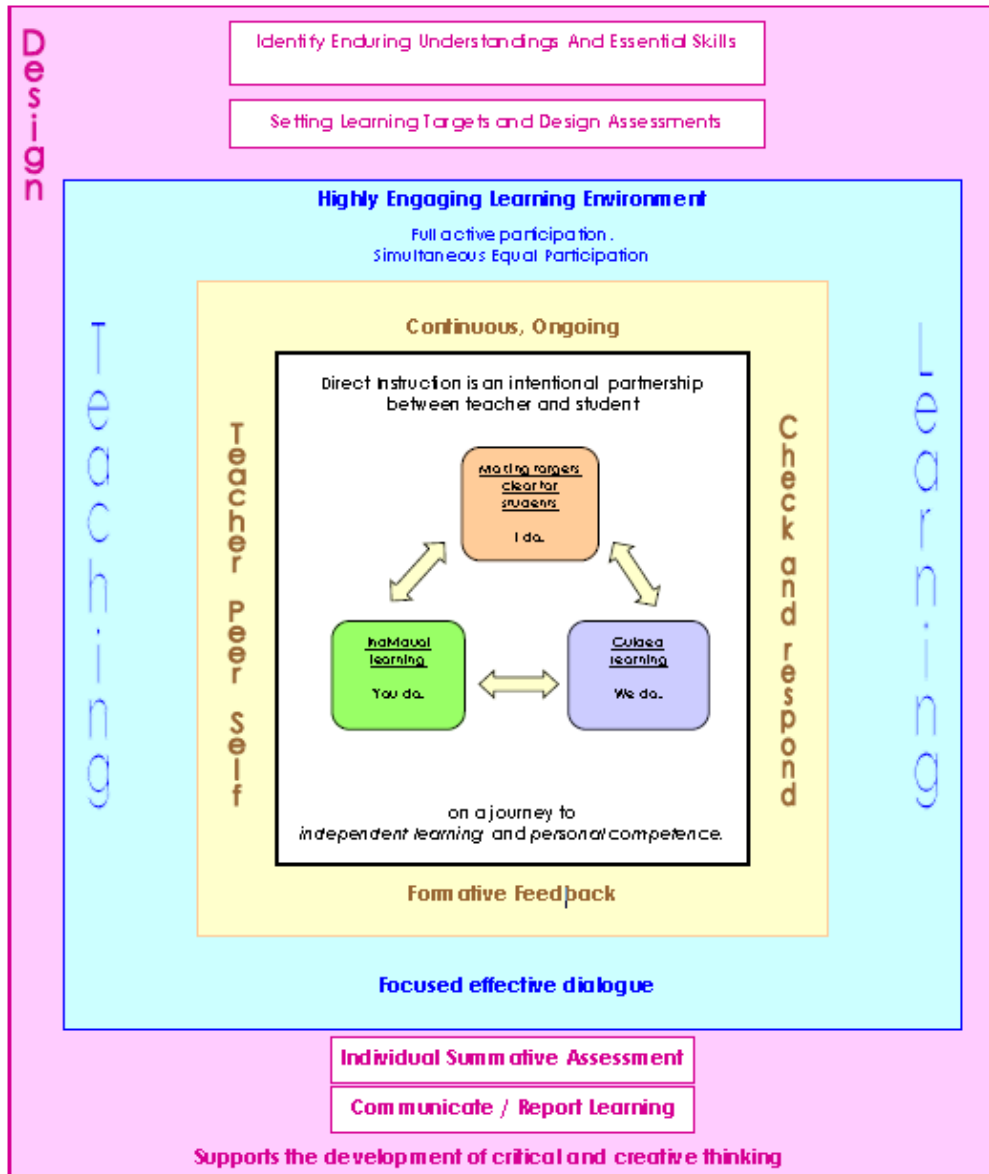 Design
Identify Enduring Understandings And Essential Skills
Setting Learning Targets and Design Assessments
Highly Engaging Learning Environment
Full active participation.
Simultaneous Equal Participation
Teaching
Learning
Continuous, Ongoing
Teacher Peer Self
Check and respond
Direct Instruction is an intentional partnership
between teacher and student
Making targets
clear for
students
I do.
learning
You do.
learning
We do.
on a journey to
independent learning and personal competence.
Formative Feedback
Focused effective dialogue
Individual Summative Assessment
Communicate / Report Learning
Supports the development of critical and creative thinking